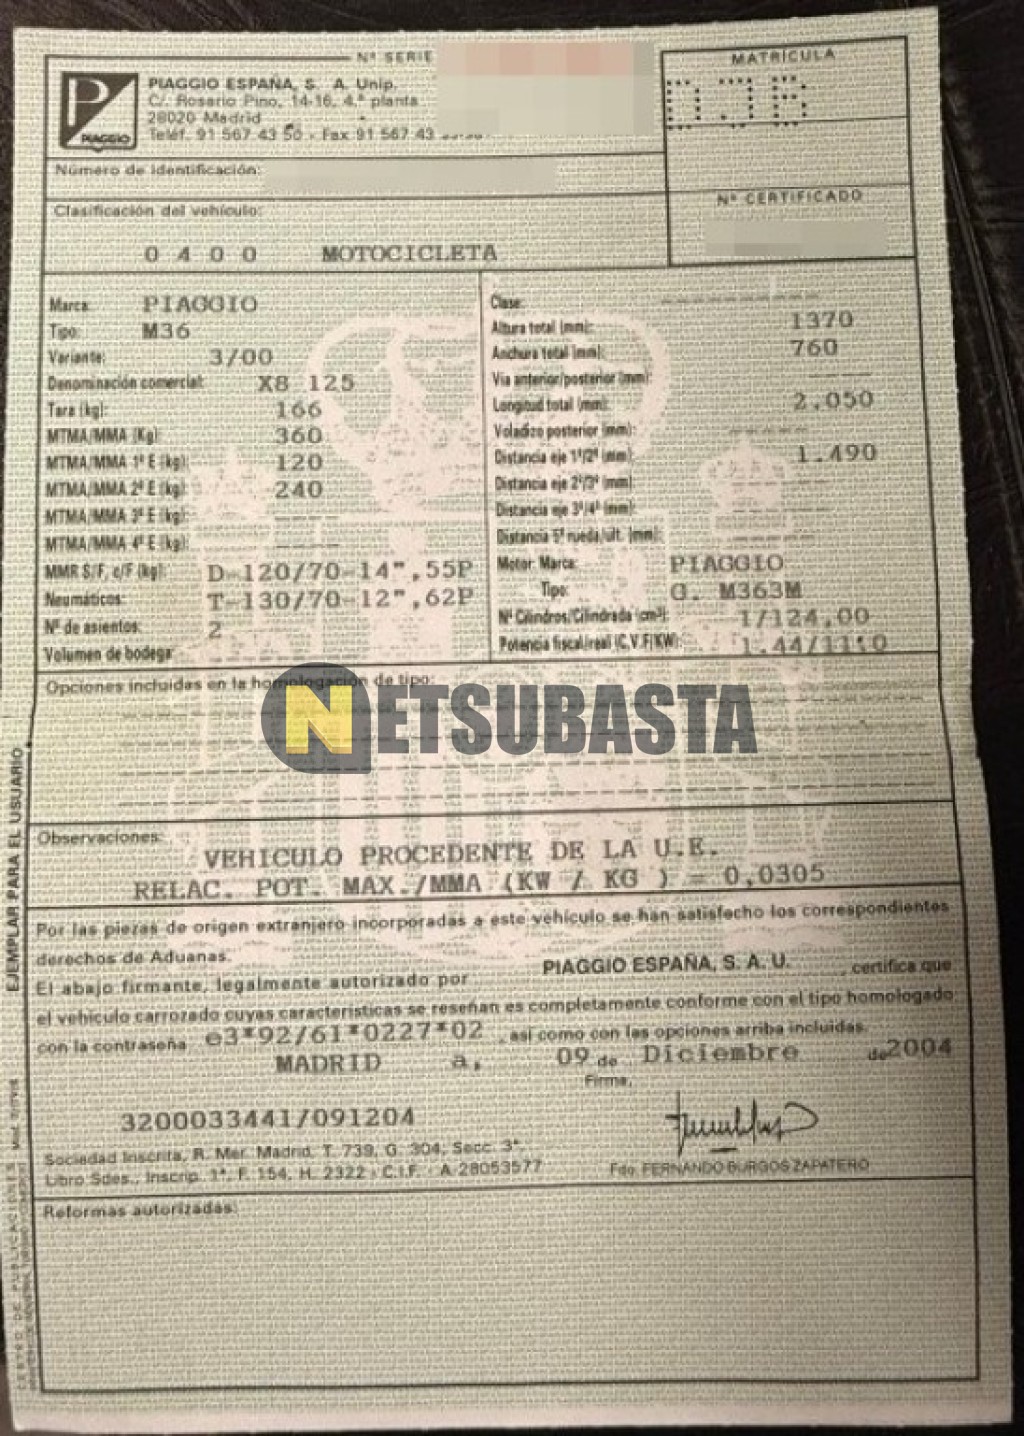 Nº SERIE
MATRÍCULA
PIAGGIO
PIAGGIO ESPAÑA, S. A. Unip.
C/. Rosario Pino, 14-16, 4.ª planta
28020 Madrid
Teléf. 91 567 43 50 - Fax 91 567 43
Número de identificación:
Nº CERTIFICADO
Clasificación del vehículo:
0 4 0 0 MOTOCICLETA
Marca: PIAGGIO
Tipo: M36
Variante: 3/00
Denominación comercial: X8 125
Tara (kg): 166
MTMA/MMA (Kg): 360
MTMA/MMA 1º E (kg): 120
MTMA/MMA 2º E (kg): 240
MTMA/MMA 3º E (kg):
MTMA/MMA 4º E (kg):
MMR S/F, c/F (kg): D-120/70-14",55P
Neumáticos: T-130/70-12",62P
Nº de asientos: 2
Volumen de bodega:
Clase:
Altura total (mm): 1370
Anchura total (mm): 760
Via anterior/posterior (mm):
Longitud total (mm): 2.050
Voladizo posterior (mm):
Distancia eje 1º/2º (mm): 1.490
Distancia eje 2º/3º (mm):
Distancia eje 3º/4º (mm):
Distancia 5ª rueda/ult. (mm):
Motor: Marca: PIAGGIO
Tipo: M363M
Nº Cilindros/Cilindrada (cm³): 1/124,00
Potencia fiscal/real (C.V.F/KW): 1.44/11
Opciones incluidas en la homologación de tipo:
NETSUBASTA
Observaciones:
VEHICULO PROCEDENTE DE LA U.E.
RELAC. POT. MAX./MMA (KW / KG ) = 0,0305
Por las piezas de origen extranjero incorporadas a este vehículo se han satisfecho los correspondientes
derechos de Aduanas.
El abajo firmante, legalmente autorizado por PIAGGIO ESPAÑA, S. A. U. , certifica que
el vehículo carrozado cuyas características se reseñan es completamente conforme con el tipo homologado
con la contraseña e3*92/61*0227*02 , así como con las opciones arriba incluidas.
MADRID a, 09 de Diciembre de 2004
Firma,
3200033441/091204
Sociedad Inscrita, R. Mer. Madrid, T. 739, G. 304, Secc. 3ª,
Libro Sdes., Inscrip. 1ª, F. 154, H. 2322 - C.I.F. - A 28053577
Fdo. FERNANDO BURGOS ZAPATERO
Reformas autorizadas:
EJEMPLAR PARA EL USUARIO
CENTRO DE PUBLICACIONES